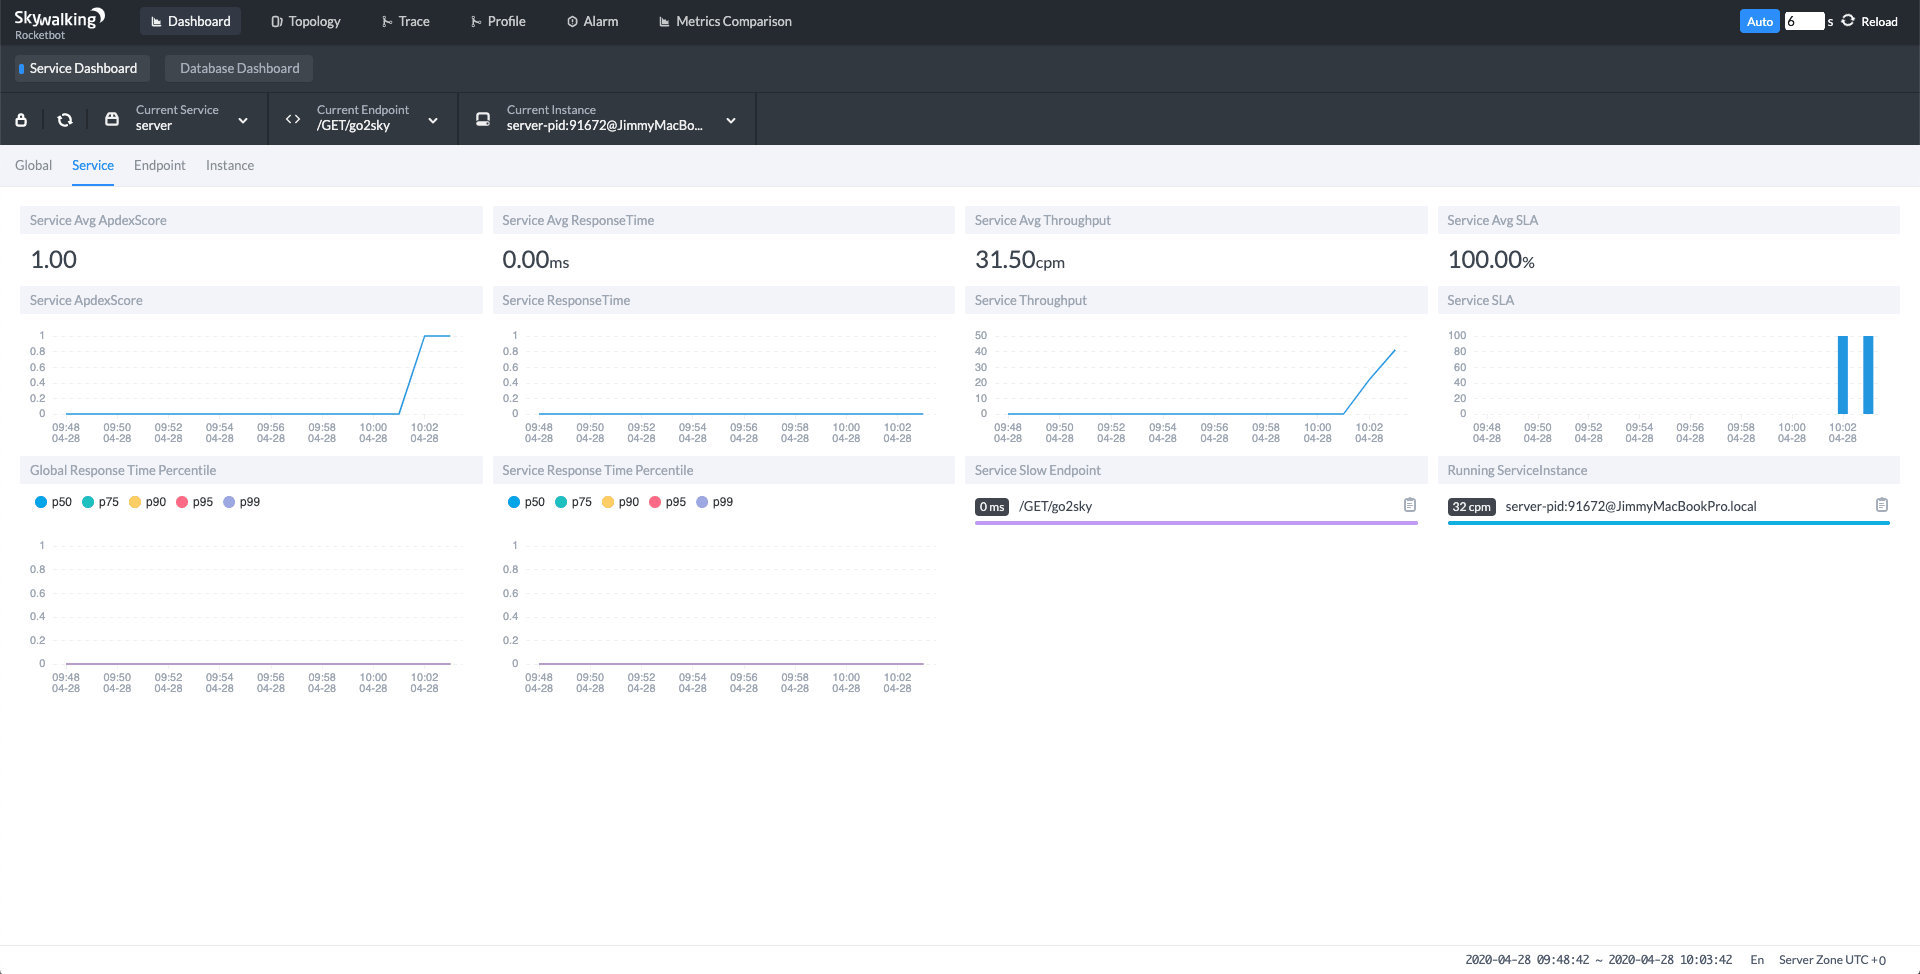 Skywalking
Rocketbot
Dashboard
Topology
Trace
Profile
Alarm
Metrics Comparison
Auto
6
s
Reload
Service Dashboard
Database Dashboard
Current Service
server
Current Endpoint
/GET/go2sky
Current Instance
server-pid:91672@JimmyMacBo...
Global
Service
Endpoint
Instance
Service Avg ApdexScore
1.00
Service Avg ResponseTime
0.00ms
Service Avg Throughput
31.50cpm
Service Avg SLA
100.00%
Service ApdexScore
1
0.8
0.6
0.4
0.2
0
09:48 09:50 09:52 09:54 09:56 09:58 10:00 10:02
04-28 04-28 04-28 04-28 04-28 04-28 04-28 04-28
Service ResponseTime
1
0.8
0.6
0.4
0.2
0
09:48 09:50 09:52 09:54 09:56 09:58 10:00 10:02
04-28 04-28 04-28 04-28 04-28 04-28 04-28 04-28
Service Throughput
50
40
30
20
10
0
09:48 09:50 09:52 09:54 09:56 09:58 10:00 10:02
04-28 04-28 04-28 04-28 04-28 04-28 04-28 04-28
Service SLA
100
80
60
40
20
0
09:48 09:50 09:52 09:54 09:56 09:58 10:00 10:02
04-28 04-28 04-28 04-28 04-28 04-28 04-28 04-28
Global Response Time Percentile
p50 p75 p90 p95 p99
1
0.8
0.6
0.4
0.2
0
09:48 09:50 09:52 09:54 09:56 09:58 10:00 10:02
04-28 04-28 04-28 04-28 04-28 04-28 04-28 04-28
Service Response Time Percentile
p50 p75 p90 p95 p99
1
0.8
0.6
0.4
0.2
0
09:48 09:50 09:52 09:54 09:56 09:58 10:00 10:02
04-28 04-28 04-28 04-28 04-28 04-28 04-28 04-28
Service Slow Endpoint
0 ms /GET/go2sky
Running ServiceInstance
32 cpm server-pid:91672@JimmyMacBookPro.local
2020-04-28 09:48:42 ~ 2020-04-28 10:03:42 En Server Zone UTC +0